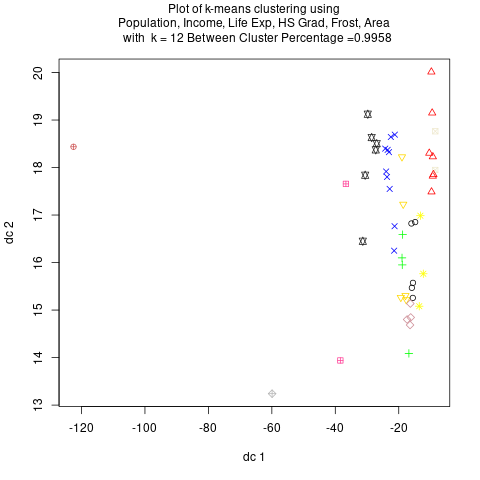 Plot of k-means clustering using
Population, Income, Life Exp, HS Grad, Frost, Area
with k = 12 Between Cluster Percentage =0.9958
20
19
18
17
16
15
14
13
dc 2
-120
-100
-80
-60
-40
-20
dc 1